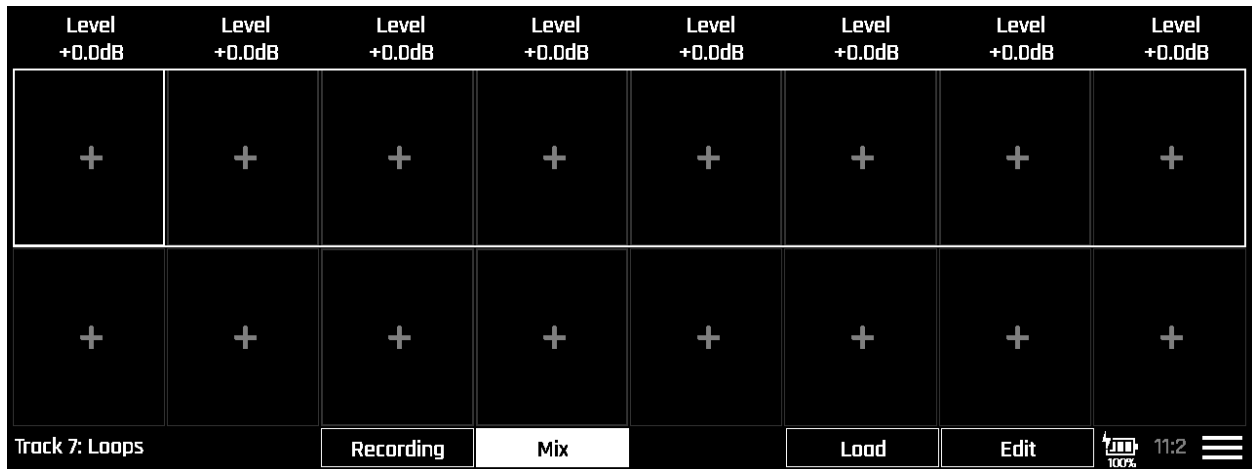 Level Level Level Level Level Level Level Level
+0.0dB +0.0dB +0.0dB +0.0dB +0.0dB +0.0dB +0.0dB +0.0dB
+ + + + + + + +
+ + + + + + + +
Track 7: Loops Recording Mix Load Edit 11:2
100%